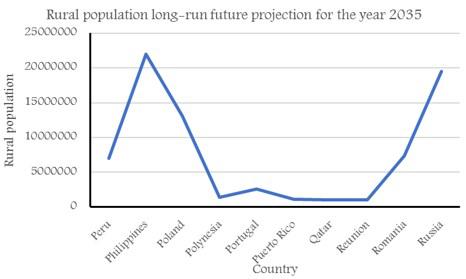 Rural population long-run future projection for the year 2035
25000000
20000000
15000000
10000000
5000000
0
Rural population
Peru
Philippines
Poland
Polynesia
Portugal
Puerto Rico
Qatar
Reunion
Romania
Russia
Country